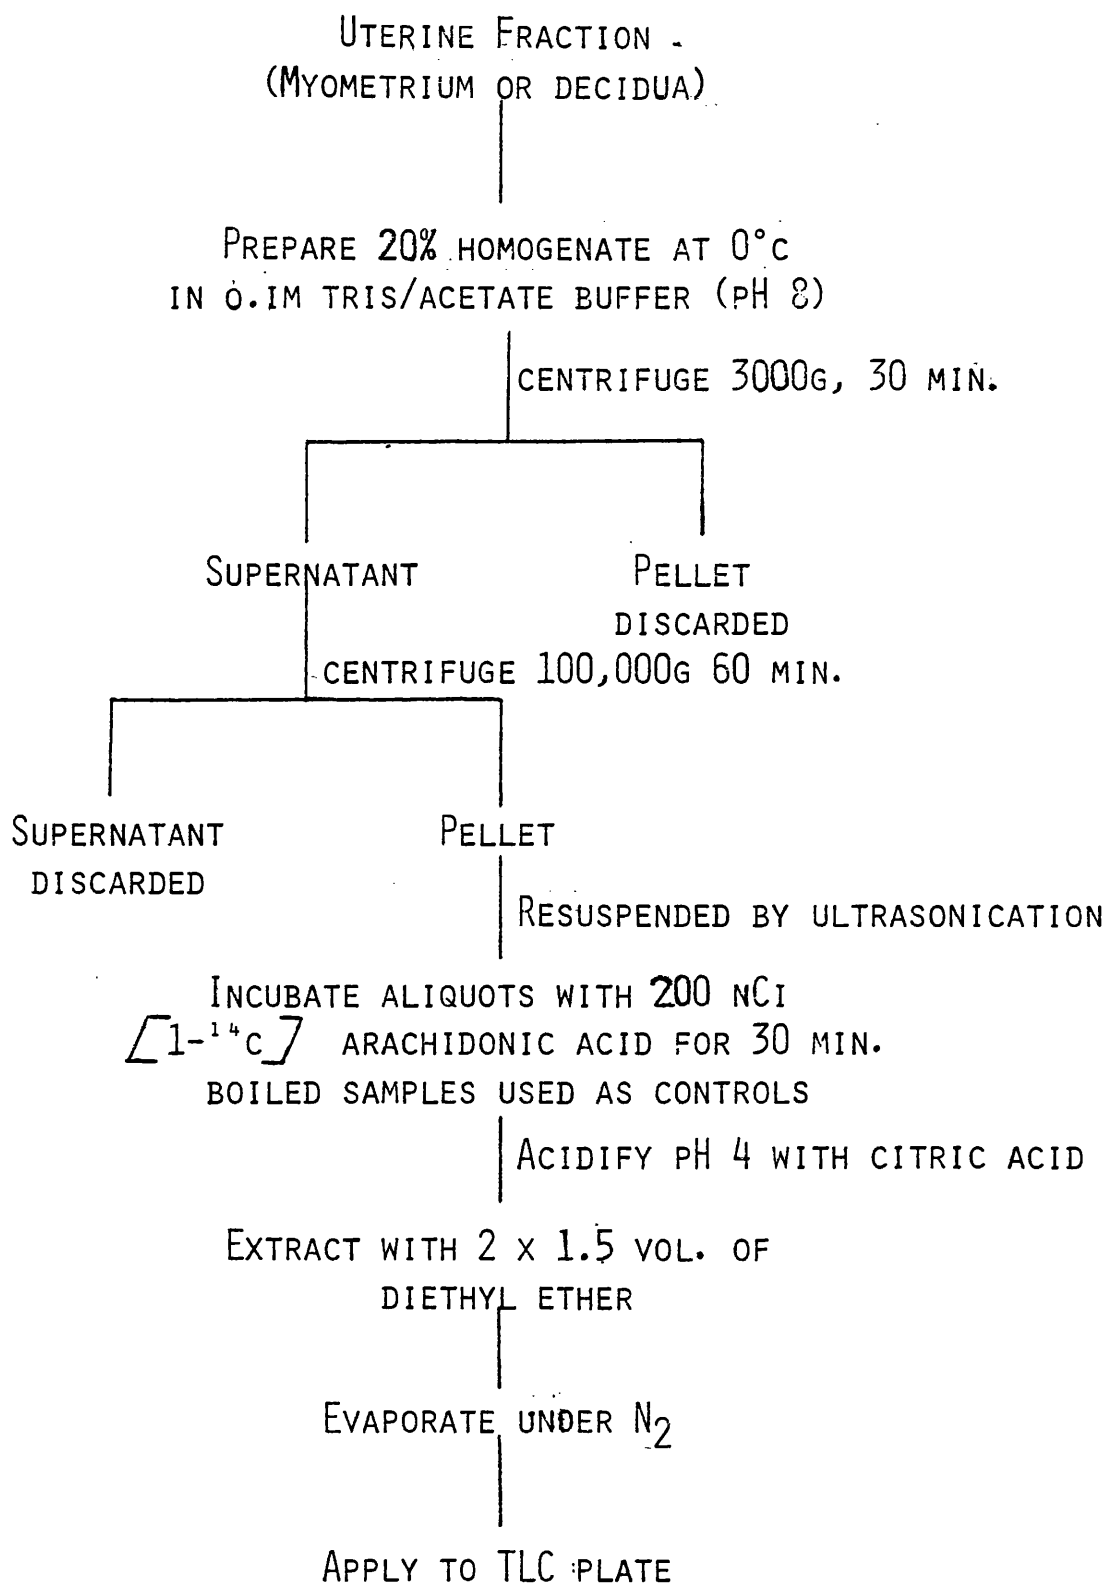 UTERINE FRACTION
(MYOMETRIUM OR DECIDUA)
PREPARE 20% HOMOGENATE AT 0°C
IN 0.1M TRIS/ACETATE BUFFER (PH 8)
CENTRIFUGE 3000G, 30 MIN.
SUPERNATANT
PELLET
DISCARDED
CENTRIFUGE 100,000G 60 MIN.
SUPERNATANT
DISCARDED
PELLET
RESUSPENDED BY ULTRASONICATION
INCUBATE ALIQUOTS WITH 200 NCI
[1-¹⁴C] ARACHIDONIC ACID FOR 30 MIN.
BOILED SAMPLES USED AS CONTROLS
ACIDIFY PH 4 WITH CITRIC ACID
EXTRACT WITH 2 X 1.5 VOL. OF
DIETHYL ETHER
EVAPORATE UNDER N₂
APPLY TO TLC PLATE